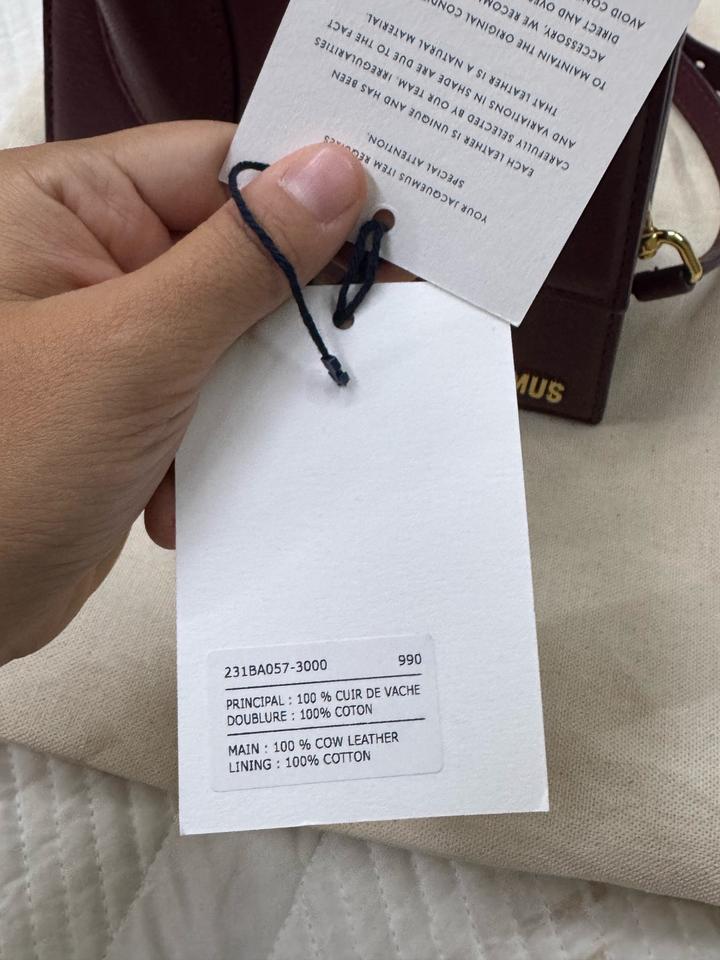 YOUR JACQUEMUS ITEM REQUIRES
SPECIAL ATTENTION.
EACH LEATHER IS UNIQUE AND HAS BEEN
CAREFULLY SELECTED BY OUR TEAM. IRREGULARITIES
AND VARIATIONS IN SHADE ARE DUE TO THE FACT
THAT LEATHER IS A NATURAL MATERIAL
TO MAINTAIN THE ORIGINAL
ACCESSORY, WE
DIRECT AND
AVOID
MUS
231BA057-3000 990
PRINCIPAL : 100 % CUIR DE VACHE
DOUBLURE : 100% COTON
MAIN : 100 % COW LEATHER
LINING : 100% COTTON